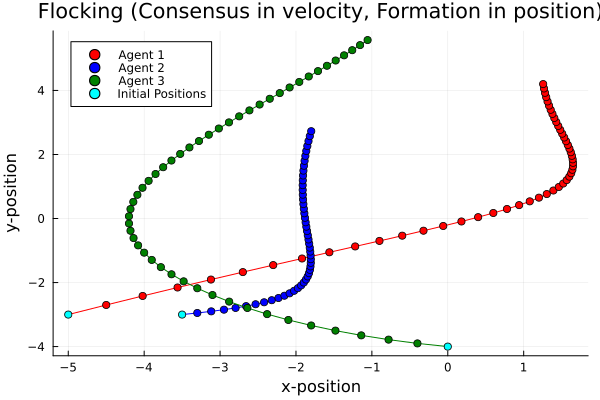 Flocking (Consensus in velocity, Formation in position)
Agent 1
Agent 2
Agent 3
Initial Positions
y-position
4
2
0
−2
−4
−5 −4 −3 −2 −1 0 1
x-position